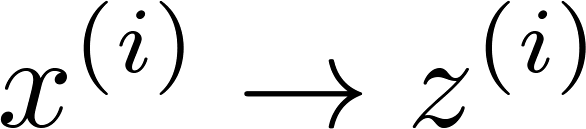 x^{(i)} → z^{(i)}